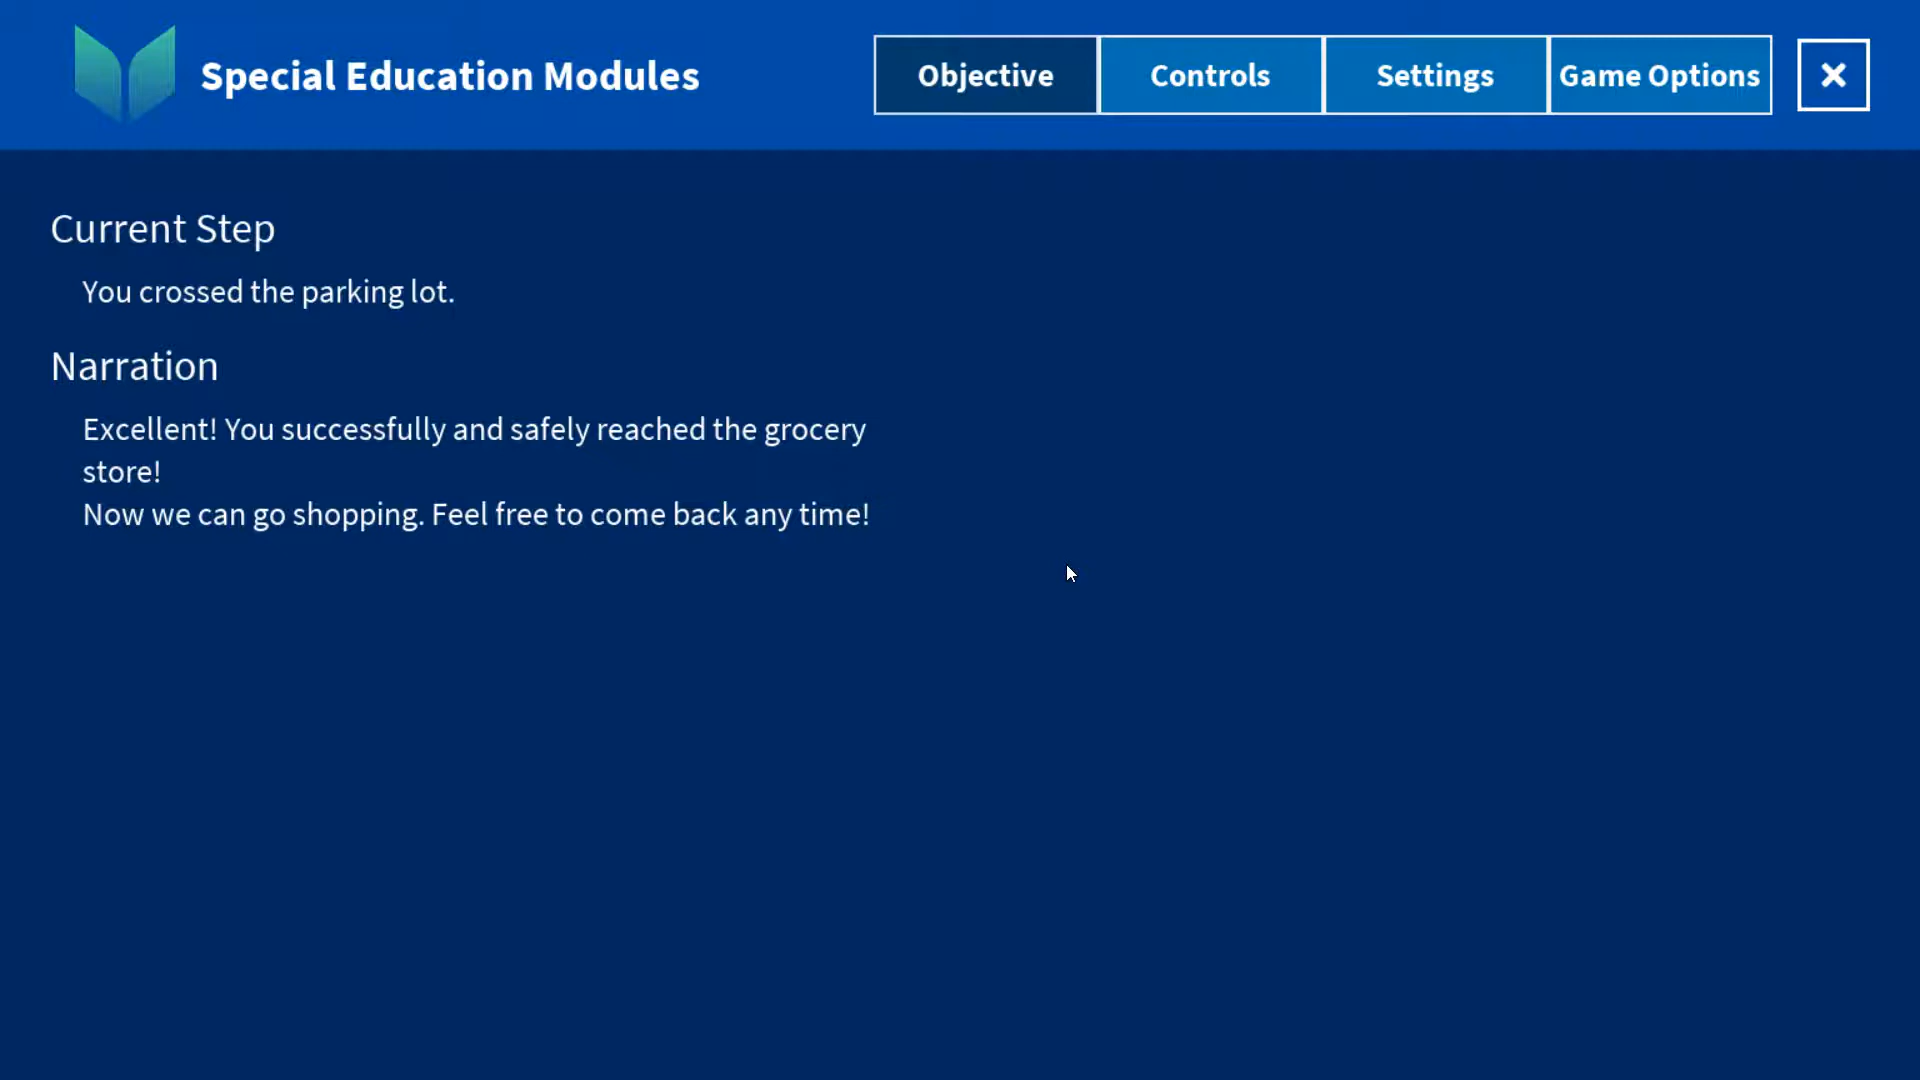 Special Education Modules
Objective
Controls
Settings
Game Options
Current Step
You crossed the parking lot.
Narration
Excellent! You successfully and safely reached the grocery
store!
Now we can go shopping. Feel free to come back any time!